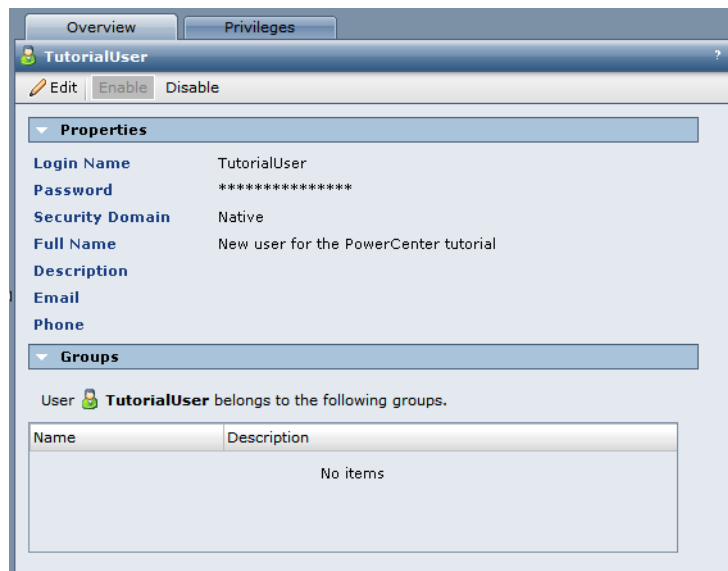 Overview Privileges
TutorialUser ?
Edit Enable Disable
Properties
Login Name TutorialUser
Password ***************
Security Domain Native
Full Name New user for the PowerCenter tutorial
Description
Email
Phone
Groups
User TutorialUser belongs to the following groups.
Name Description
No items